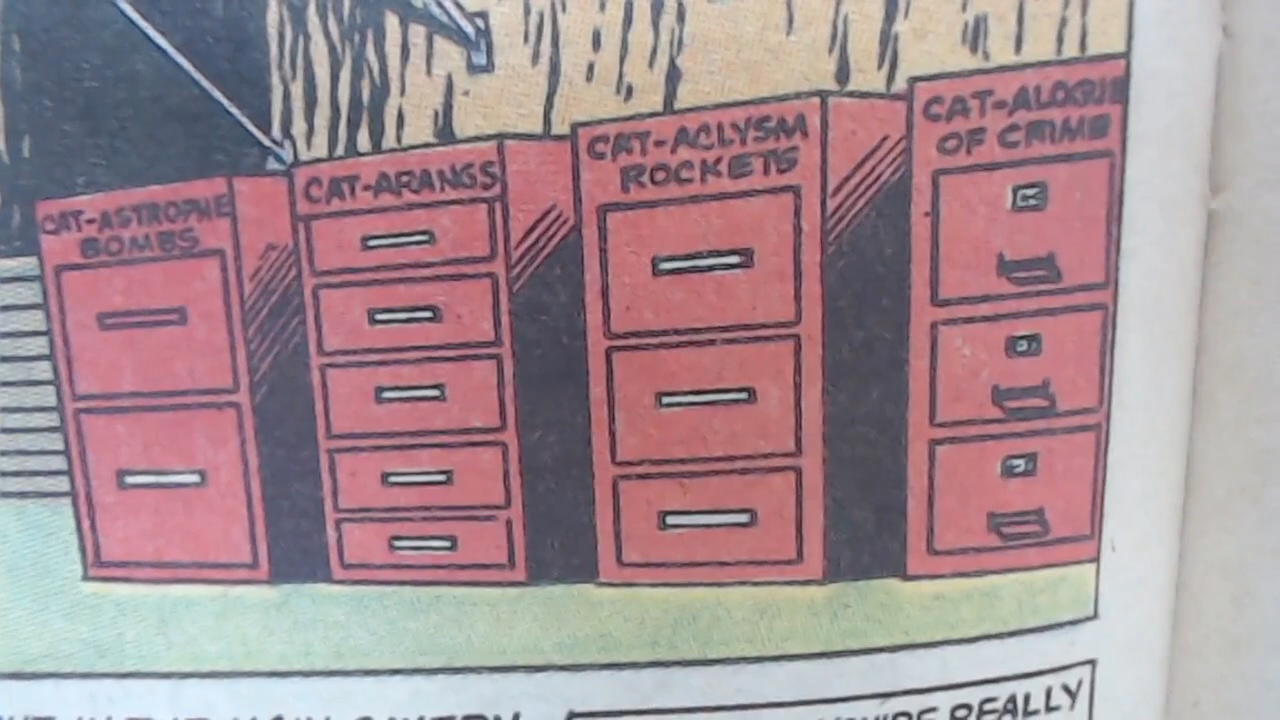 CAT-ASTROPHE
BOMBS
CAT-ARANGS
CAT-ACLYSM
ROCKETS
CAT-ALOGUE
OF CRIME
REALLY